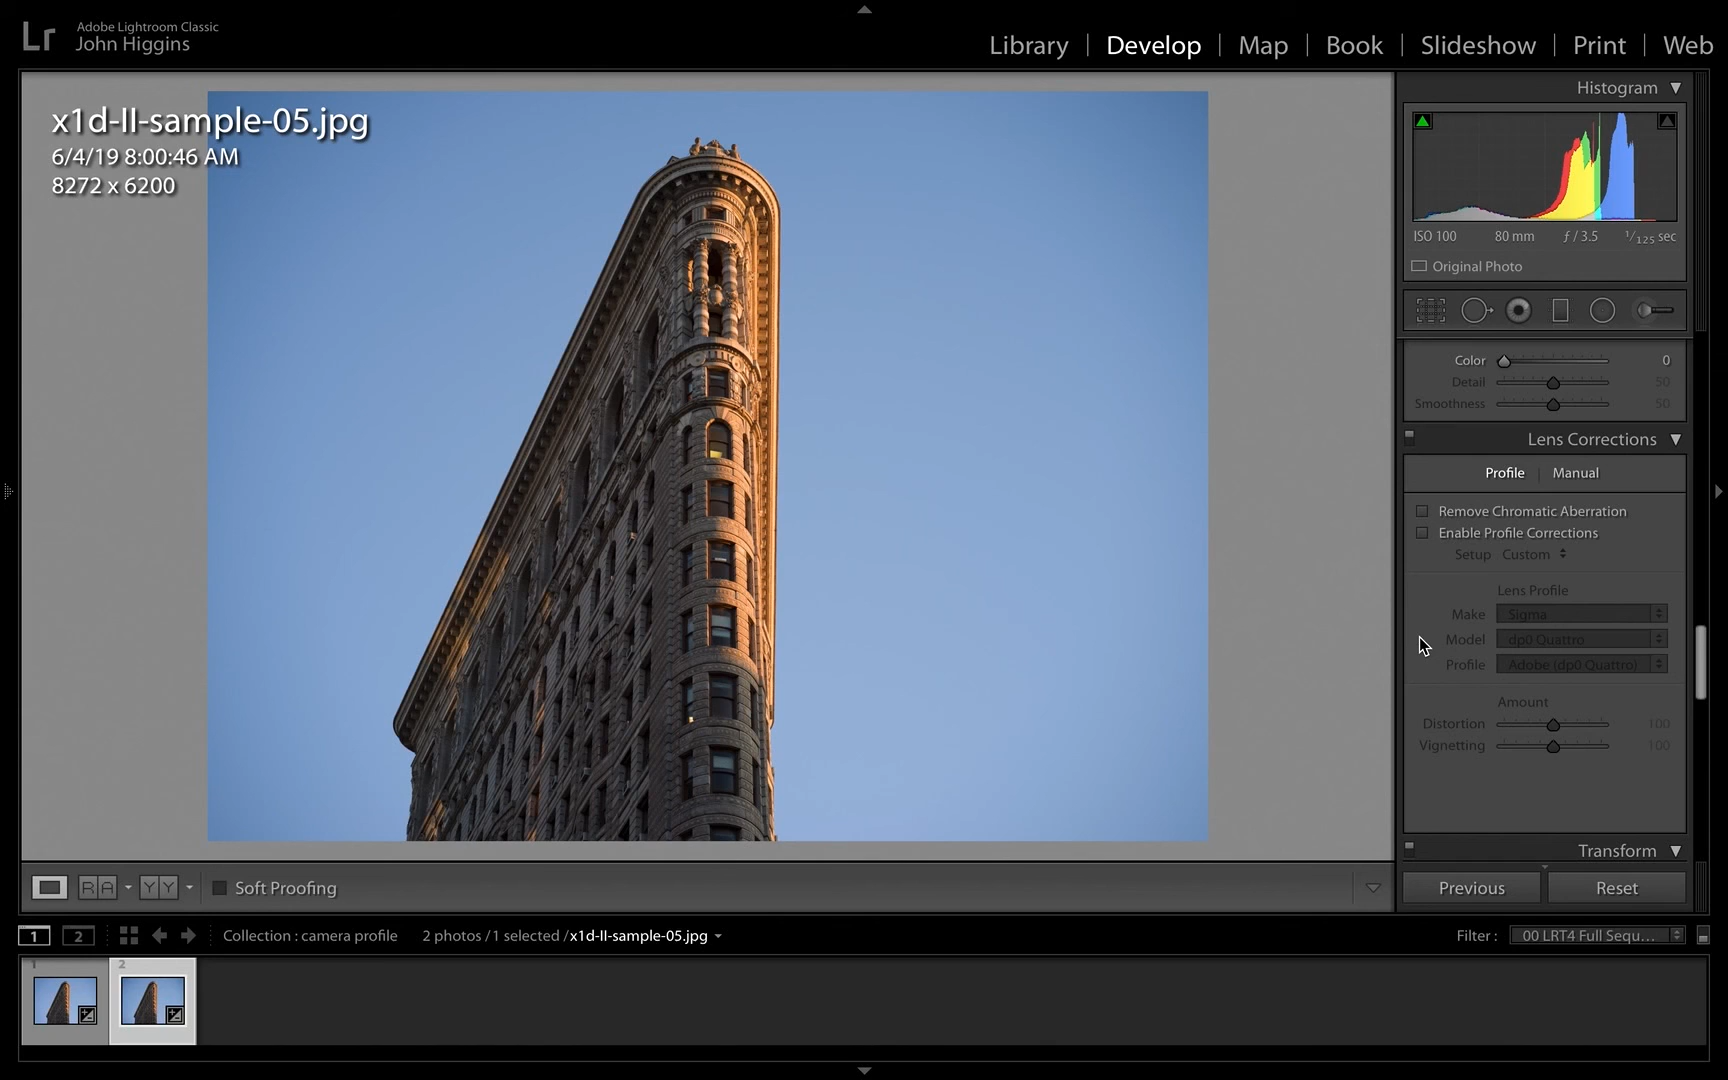 Lr
Adobe Lightroom Classic
John Higgins
Library | Develop | Map | Book | Slideshow | Print | Web
x1d-II-sample-05.jpg
6/4/19 8:00:46 AM
8272 x 6200
Histogram
ISO 100 80 mm ƒ / 3.5 1/125 sec
Original Photo
Color 0
Detail 50
Smoothness 50
Lens Corrections
Profile | Manual
Remove Chromatic Aberration
Enable Profile Corrections
Setup Custom
Lens Profile
Make Sigma
Model dp0 Quattro
Profile Adobe (dp0 Quattro)
Amount
Distortion 100
Vignetting 100
Transform
R A Y Y Soft Proofing
Previous Reset
1 2 Collection : camera profile 2 photos / 1 selected / x1d-II-sample-05.jpg Filter : 00 LRT4 Full Sequ...
1 2